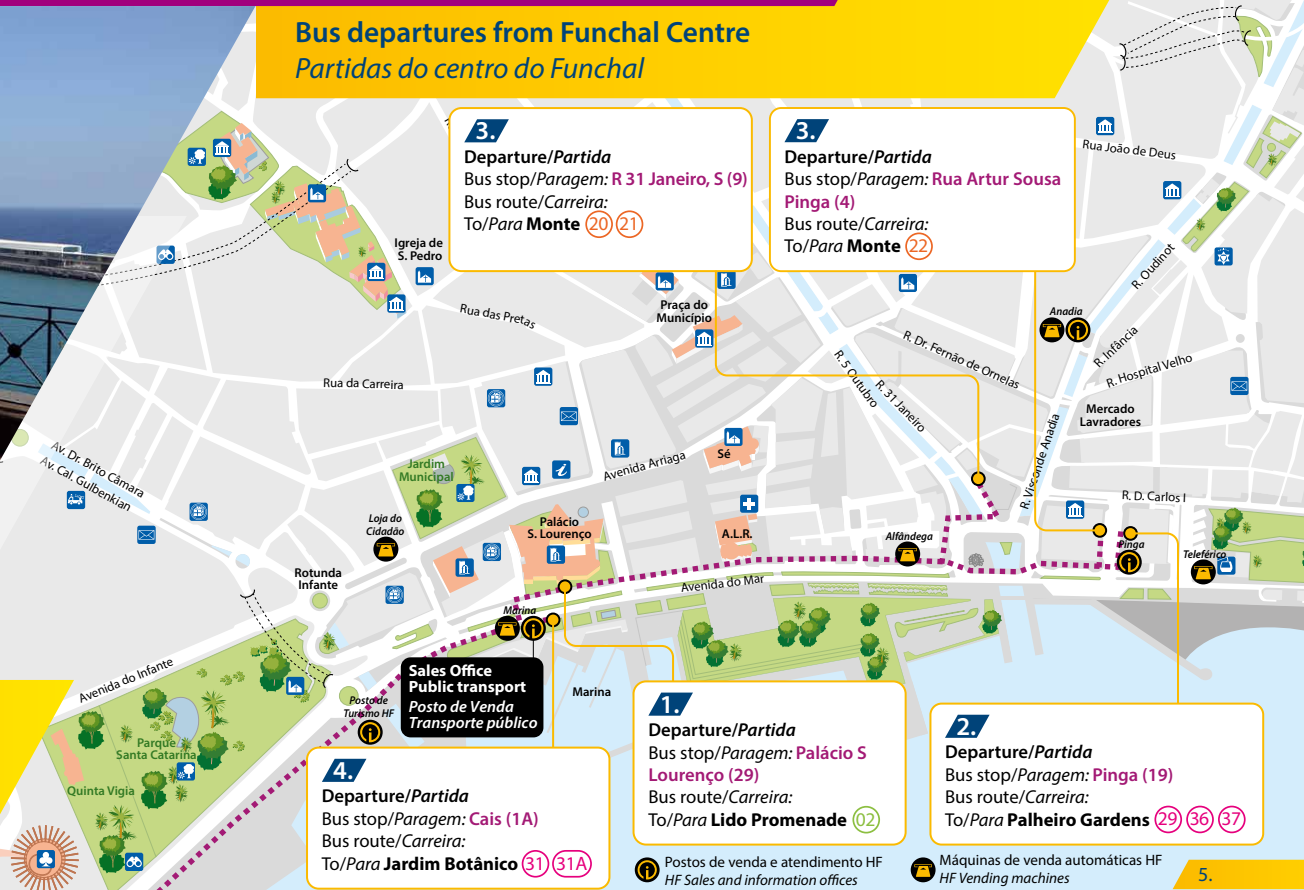 Bus departures from Funchal Centre
Partidas do centro do Funchal
3.
Departure/Partida
Bus stop/Paragem: R 31 Janeiro, S (9)
Bus route/Carreira:
To/Para Monte 20 21
3.
Departure/Partida
Bus stop/Paragem: Rua Artur Sousa
Pinga (4)
Bus route/Carreira:
To/Para Monte 22
Rua João de Deus
Igreja de
S. Pedro
Rua das Pretas
Praça do
Município
R. Oudinot
Anadia
R. Infância
R. Hospital Velho
R. Dr. Fernão de Ornelas
R. 5 Outubro
R. 31 Janeiro
Rua da Carreira
Mercado
Lavradores
R. Visconde Anadia
Av. Dr. Brito Câmara
Av. Cal. Gulbenkian
Jardim
Municipal
Avenida Arriaga
Sé
R. D. Carlos I
Loja do
Cidadão
Palácio
S. Lourenço
A.L.R.
Alfândega
Pinga
Teleférico
Rotunda
Infante
Avenida do Mar
Marina
Avenida do Infante
Sales Office
Public transport
Posto de Venda
Transporte público
Marina
Posto de
Turismo HF
Parque
Santa Catarina
Quinta Vigia
1.
Departure/Partida
Bus stop/Paragem: Palácio S
Lourenço (29)
Bus route/Carreira:
To/Para Lido Promenade 02
2.
Departure/Partida
Bus stop/Paragem: Pinga (19)
Bus route/Carreira:
To/Para Palheiro Gardens 29 36 37
4.
Departure/Partida
Bus stop/Paragem: Cais (1A)
Bus route/Carreira:
To/Para Jardim Botânico 31 31A
Postos de venda e atendimento HF
HF Sales and information offices
Máquinas de venda automáticas HF
HF Vending machines
5.